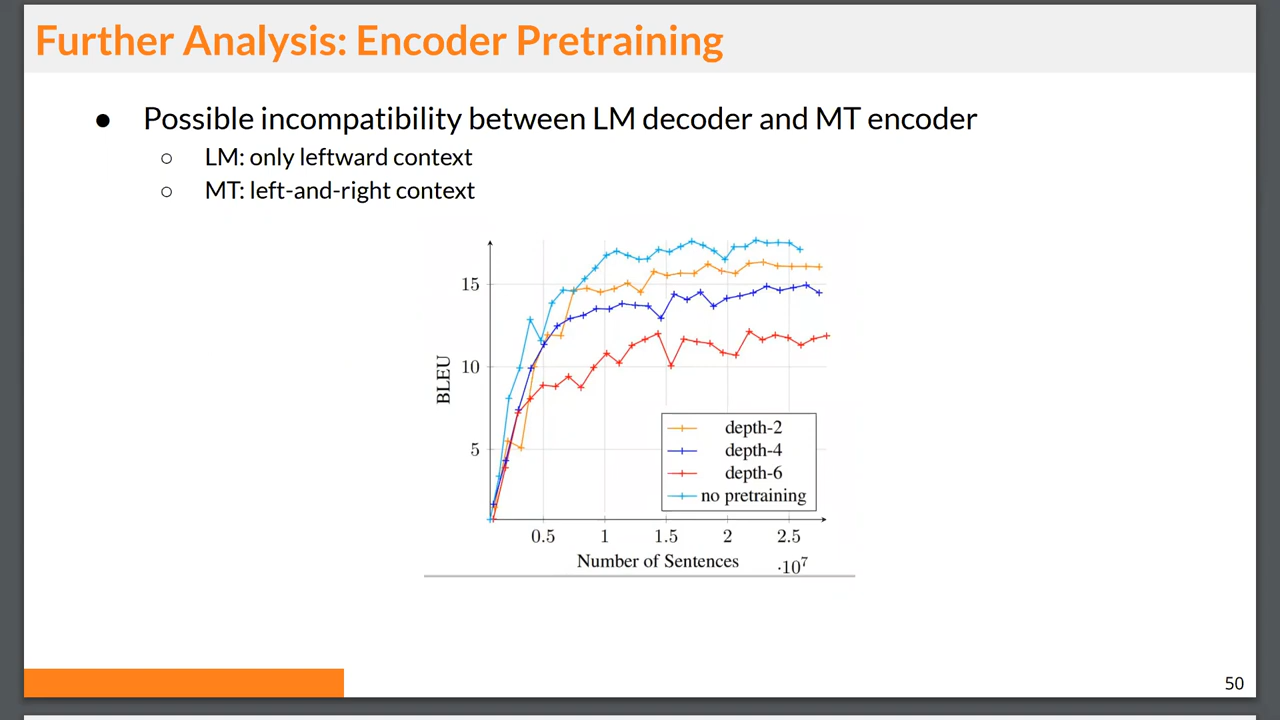 Further Analysis: Encoder Pretraining
● Possible incompatibility between LM decoder and MT encoder
○ LM: only leftward context
○ MT: left-and-right context
15
10
5
BLEU
depth-2
depth-4
depth-6
no pretraining
0.5 1 1.5 2 2.5
Number of Sentences ·10⁷
50